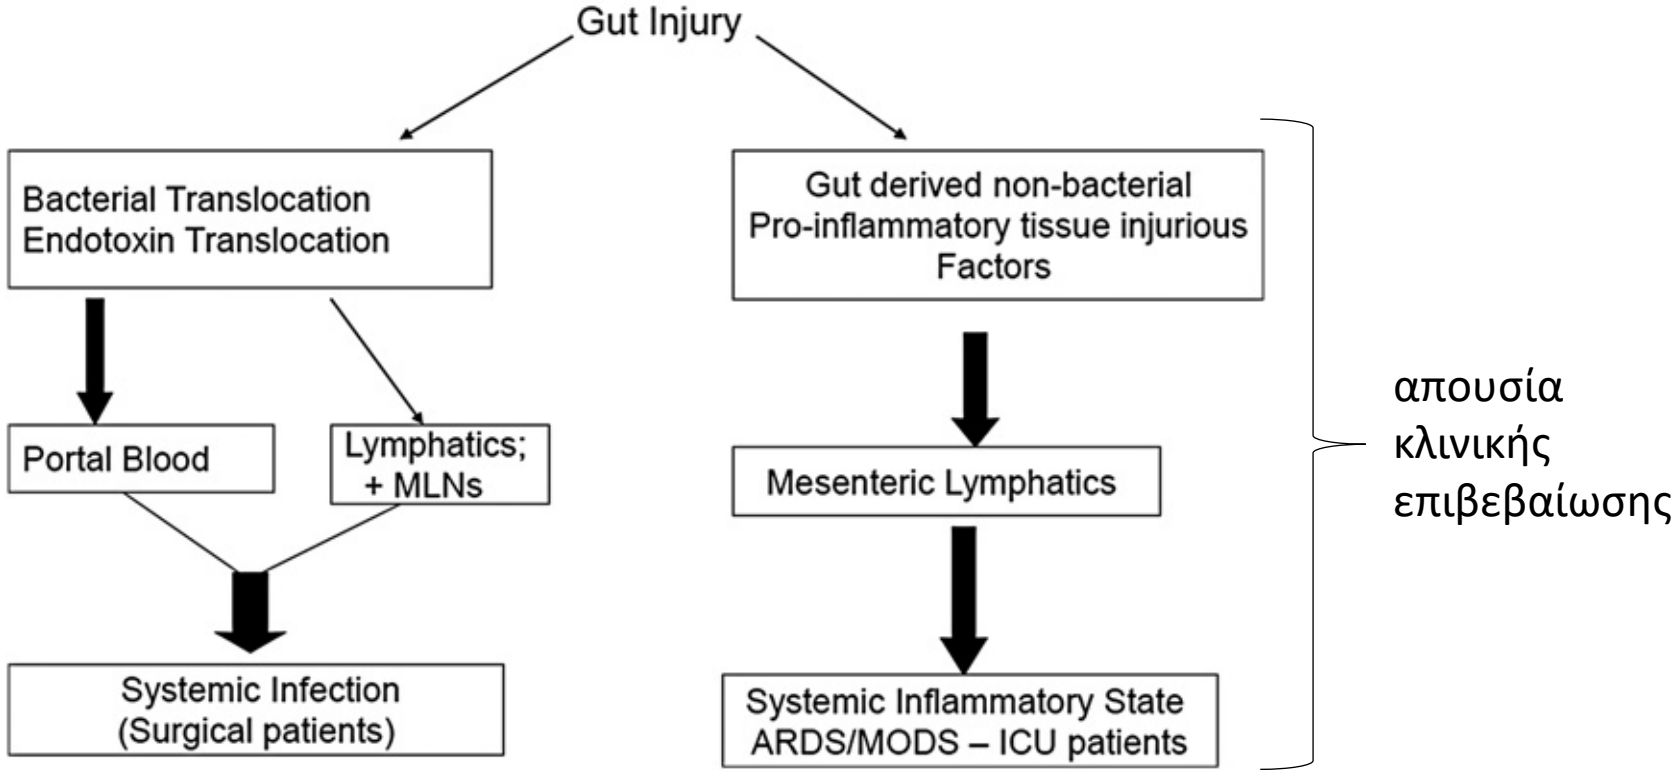 Gut Injury
Bacterial Translocation
Endotoxin Translocation
Portal Blood
Lymphatics;
+ MLNs
Systemic Infection
(Surgical patients)
Gut derived non-bacterial
Pro-inflammatory tissue injurious
Factors
Mesenteric Lymphatics
Systemic Inflammatory State
ARDS/MODS – ICU patients
απουσία
κλινικής
επιβεβαίωσης